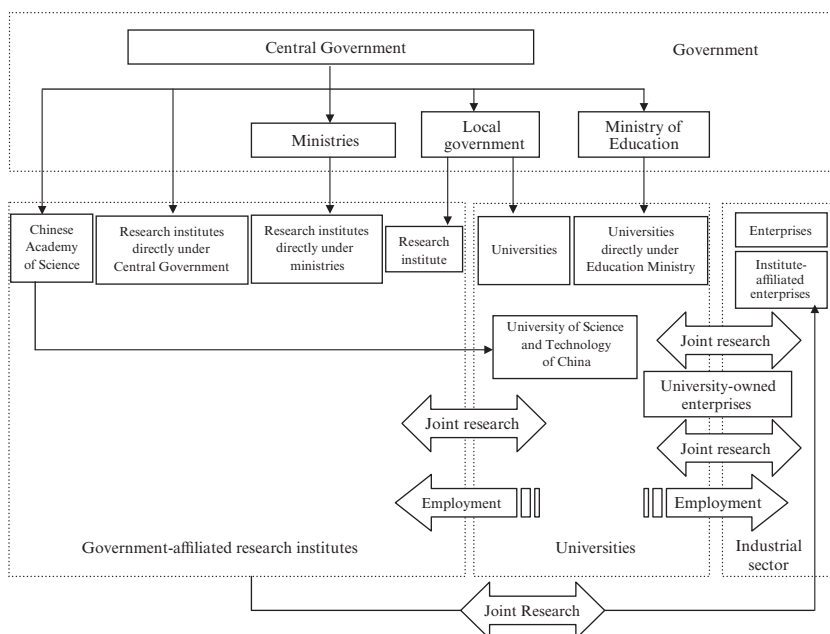 Central Government
Government
Ministries
Local
government
Ministry of
Education
Chinese
Academy
of Science
Research institutes
directly under
Central Government
Research institutes
directly under
ministries
Research
institute
Universities
Universities
directly under
Education Ministry
Enterprises
Institute-
affiliated
enterprises
University of Science
and Technology
of China
Joint research
University-owned
enterprises
Joint research
Joint research
Employment
Employment
Government-affiliated research institutes
Universities
Industrial
sector
Joint Research